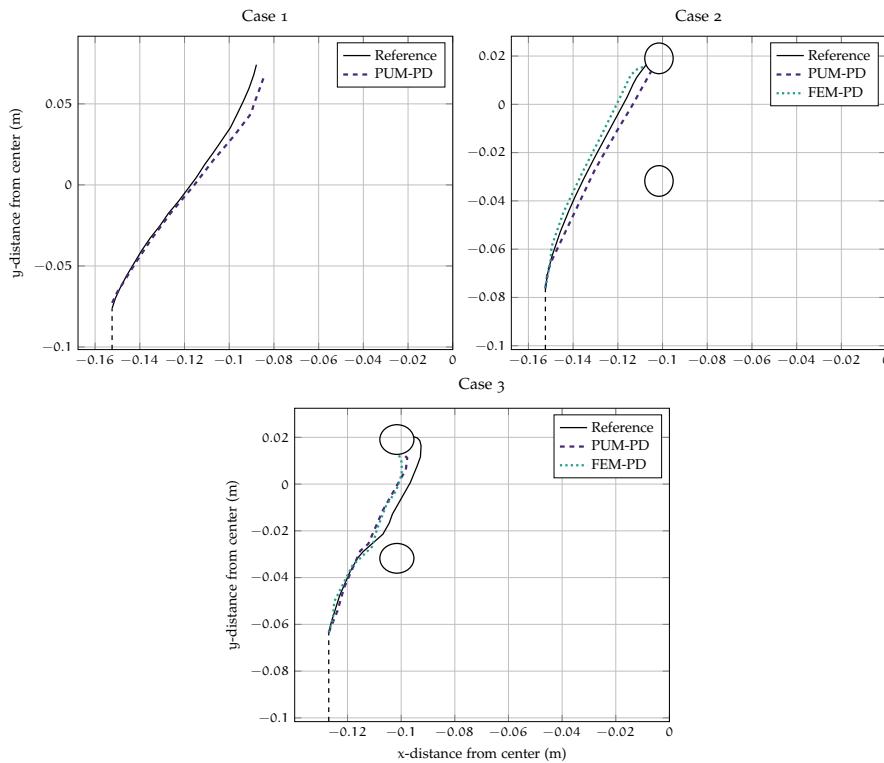 Case 1
Reference
PUM-PD
0.05
0
−0.05
−0.1
y-distance from center (m)
−0.16 −0.14 −0.12 −0.1 −0.08 −0.06 −0.04 −0.02 0
Case 2
Reference
PUM-PD
FEM-PD
0.02
0
−0.02
−0.04
−0.06
−0.08
−0.1
−0.16 −0.14 −0.12 −0.1 −0.08 −0.06 −0.04 −0.02 0
Case 3
Reference
PUM-PD
FEM-PD
0.02
0
−0.02
−0.04
−0.06
−0.08
−0.1
y-distance from center (m)
−0.12 −0.1 −0.08 −0.06 −0.04 −0.02 0
x-distance from center (m)